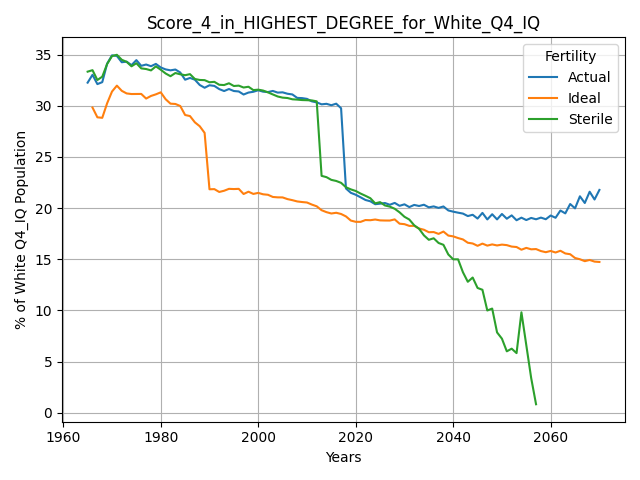 Score_4_in_HIGHEST_DEGREE_for_White_Q4_IQ
% of White Q4_IQ Population
35
30
25
20
15
10
5
0
1960
1980
2000
2020
2040
2060
Years
Fertility
Actual
Ideal
Sterile